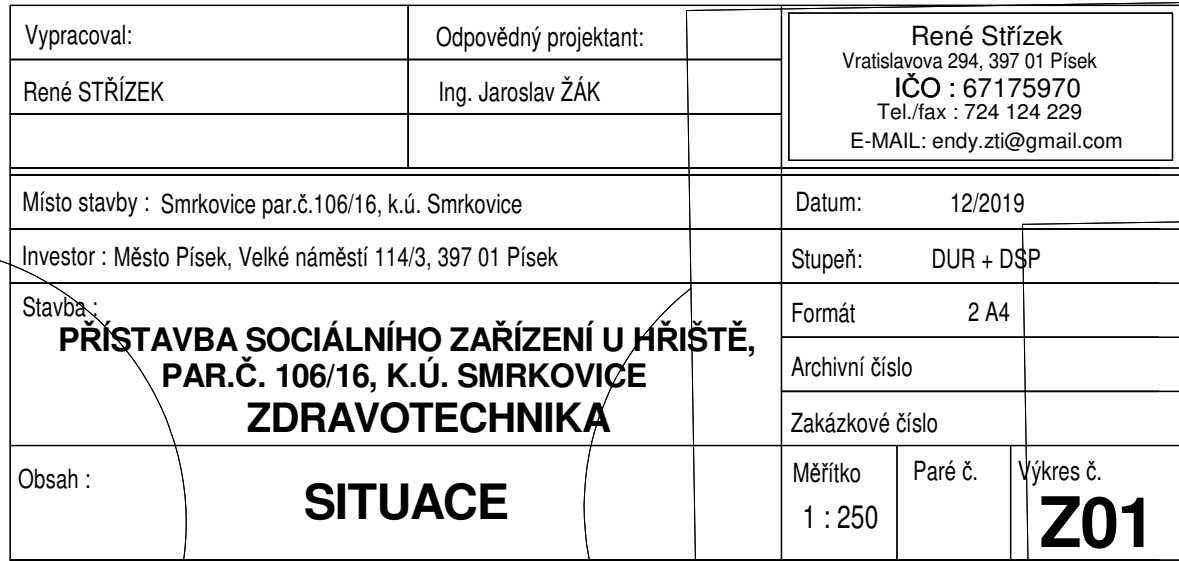 Vypracoval:
Odpovědný projektant:
René STŘÍZEK
Ing. Jaroslav ŽÁK
René Střízek
Vratislavova 294, 397 01 Písek
IČO : 67175970
Tel./fax : 724 124 229
E-MAIL: endy.zti@gmail.com
Místo stavby : Smrkovice par.č.106/16, k.ú. Smrkovice
Datum: 12/2019
Investor : Město Písek, Velké náměstí 114/3, 397 01 Písek
Stupeň: DUR + DSP
Stavba :
PŘÍSTAVBA SOCIÁLNÍHO ZAŘÍZENÍ U HŘIŠTĚ,
PAR.Č. 106/16, K.Ú. SMRKOVICE
ZDRAVOTECHNIKA
Formát 2 A4
Archivní číslo
Zakázkové číslo
Obsah :
SITUACE
Měřítko
1 : 250
Paré č.
Výkres č.
Z01